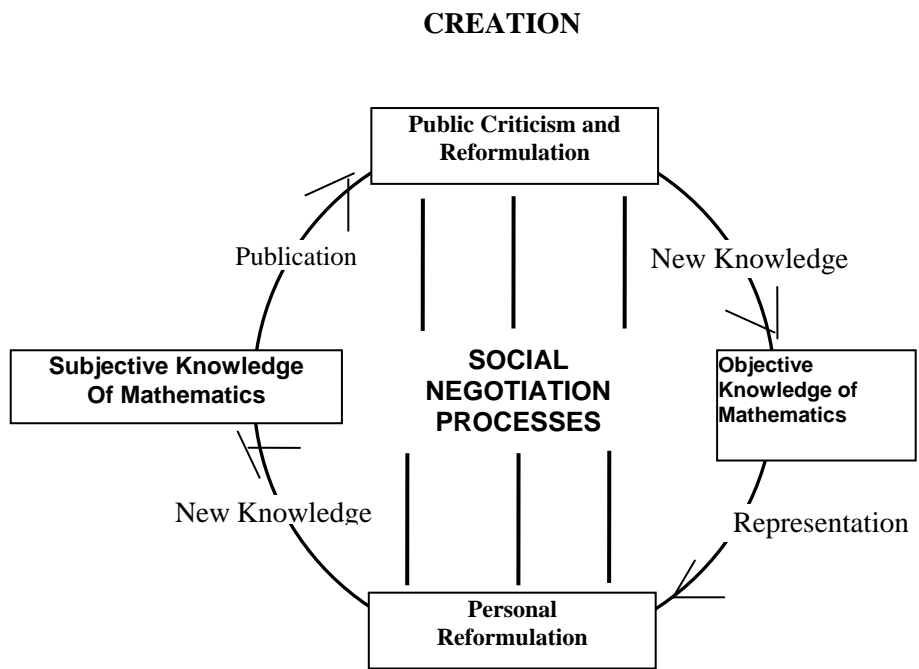 CREATION
Public Criticism and
Reformulation
Publication
New Knowledge
Subjective Knowledge
Of Mathematics
SOCIAL
NEGOTIATION
PROCESSES
Objective
Knowledge of
Mathematics
New Knowledge
Representation
Personal
Reformulation